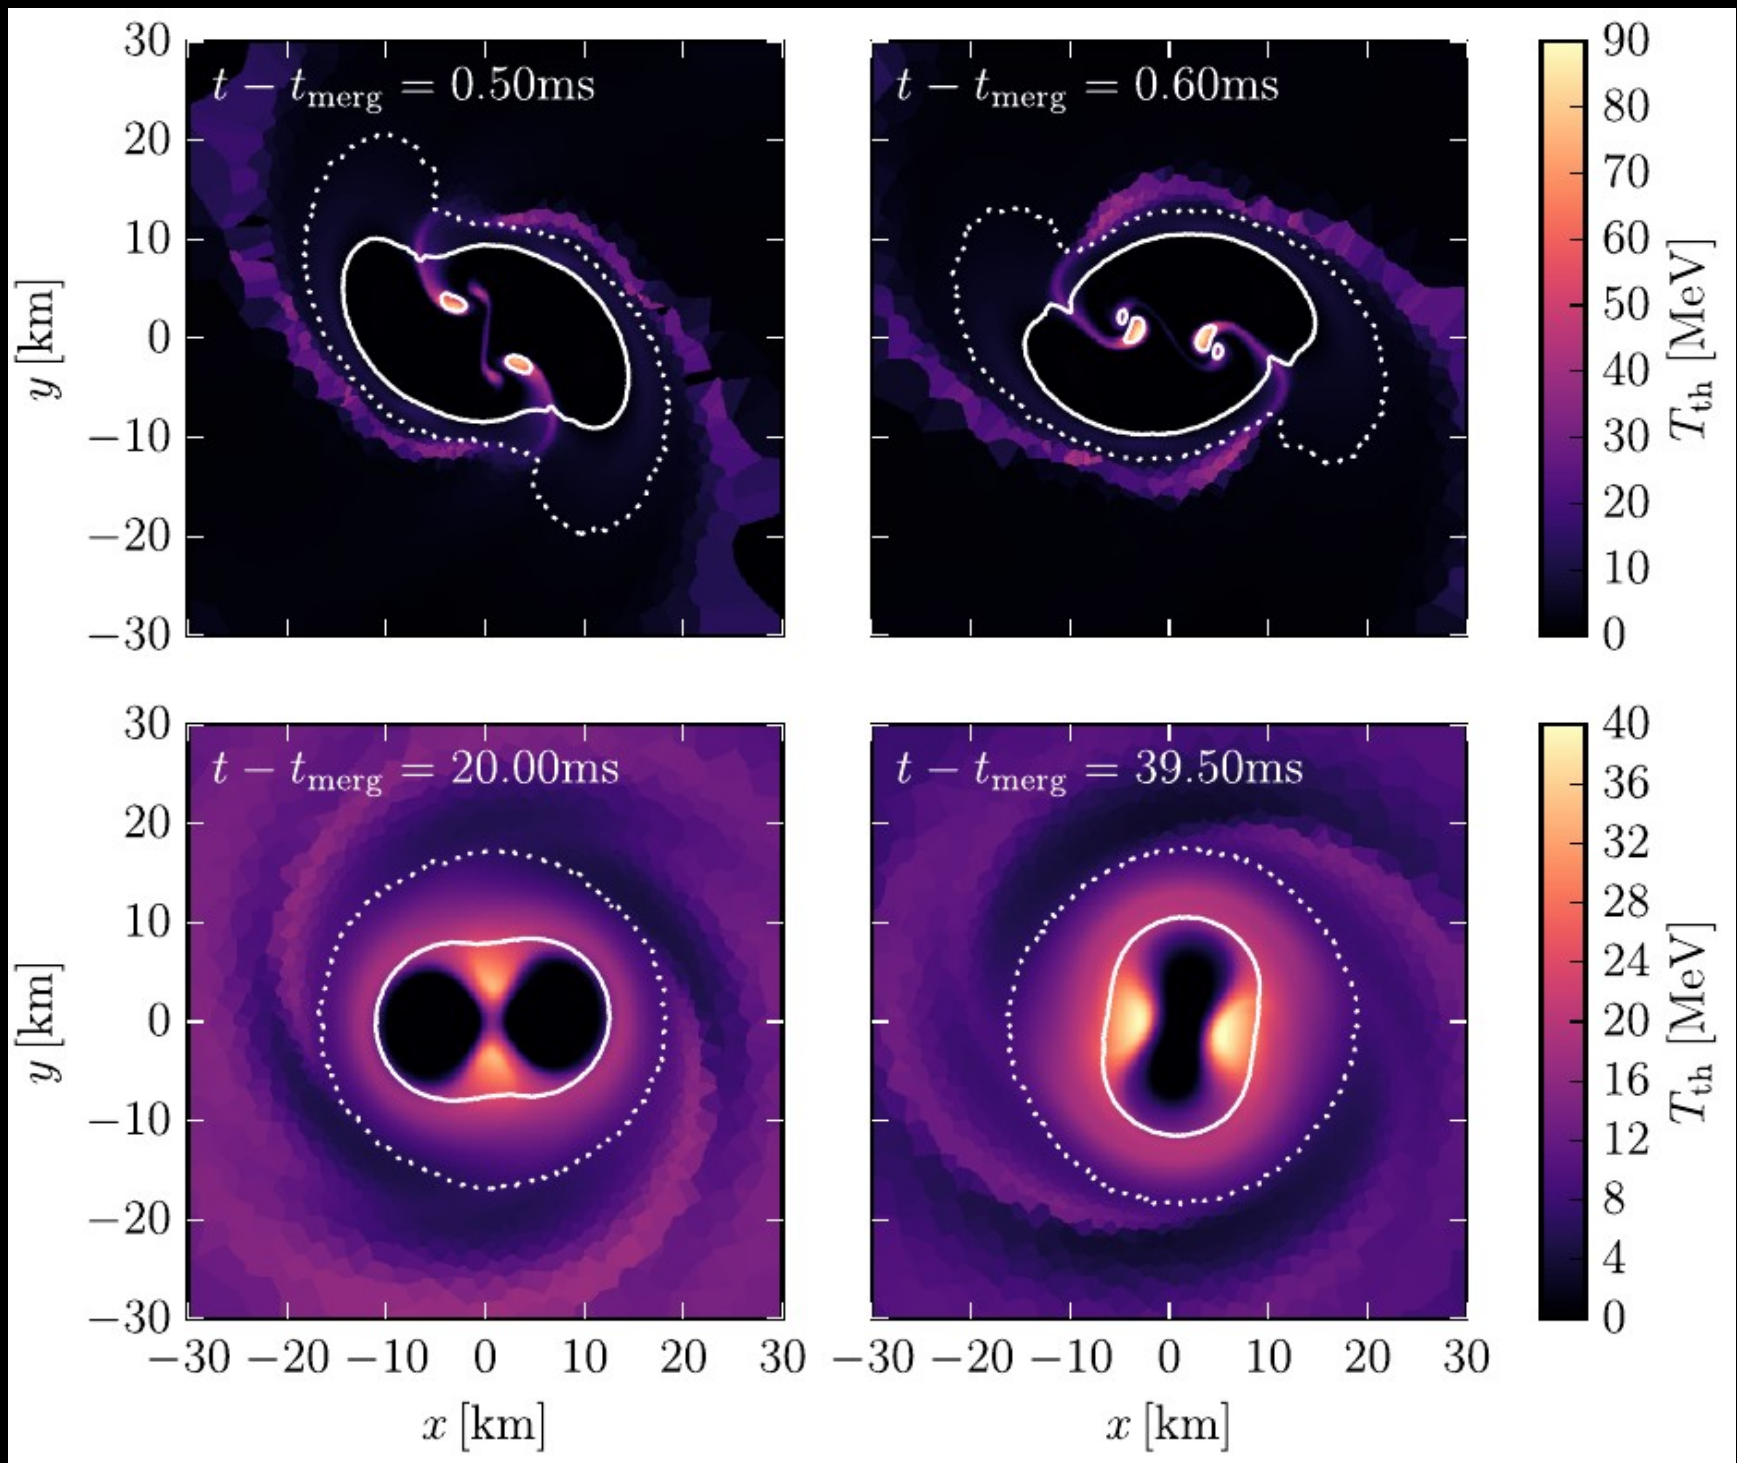 t − t_merg = 0.50ms
t − t_merg = 0.60ms
30
20
10
0
−10
−20
−30
y [km]
90
80
70
60
50
40
30
20
10
0
T_th [MeV]
t − t_merg = 20.00ms
t − t_merg = 39.50ms
30
20
10
0
−10
−20
−30
y [km]
40
36
32
28
24
20
16
12
8
4
0
T_th [MeV]
−30 −20 −10 0 10 20 30
−30 −20 −10 0 10 20 30
x [km]
x [km]